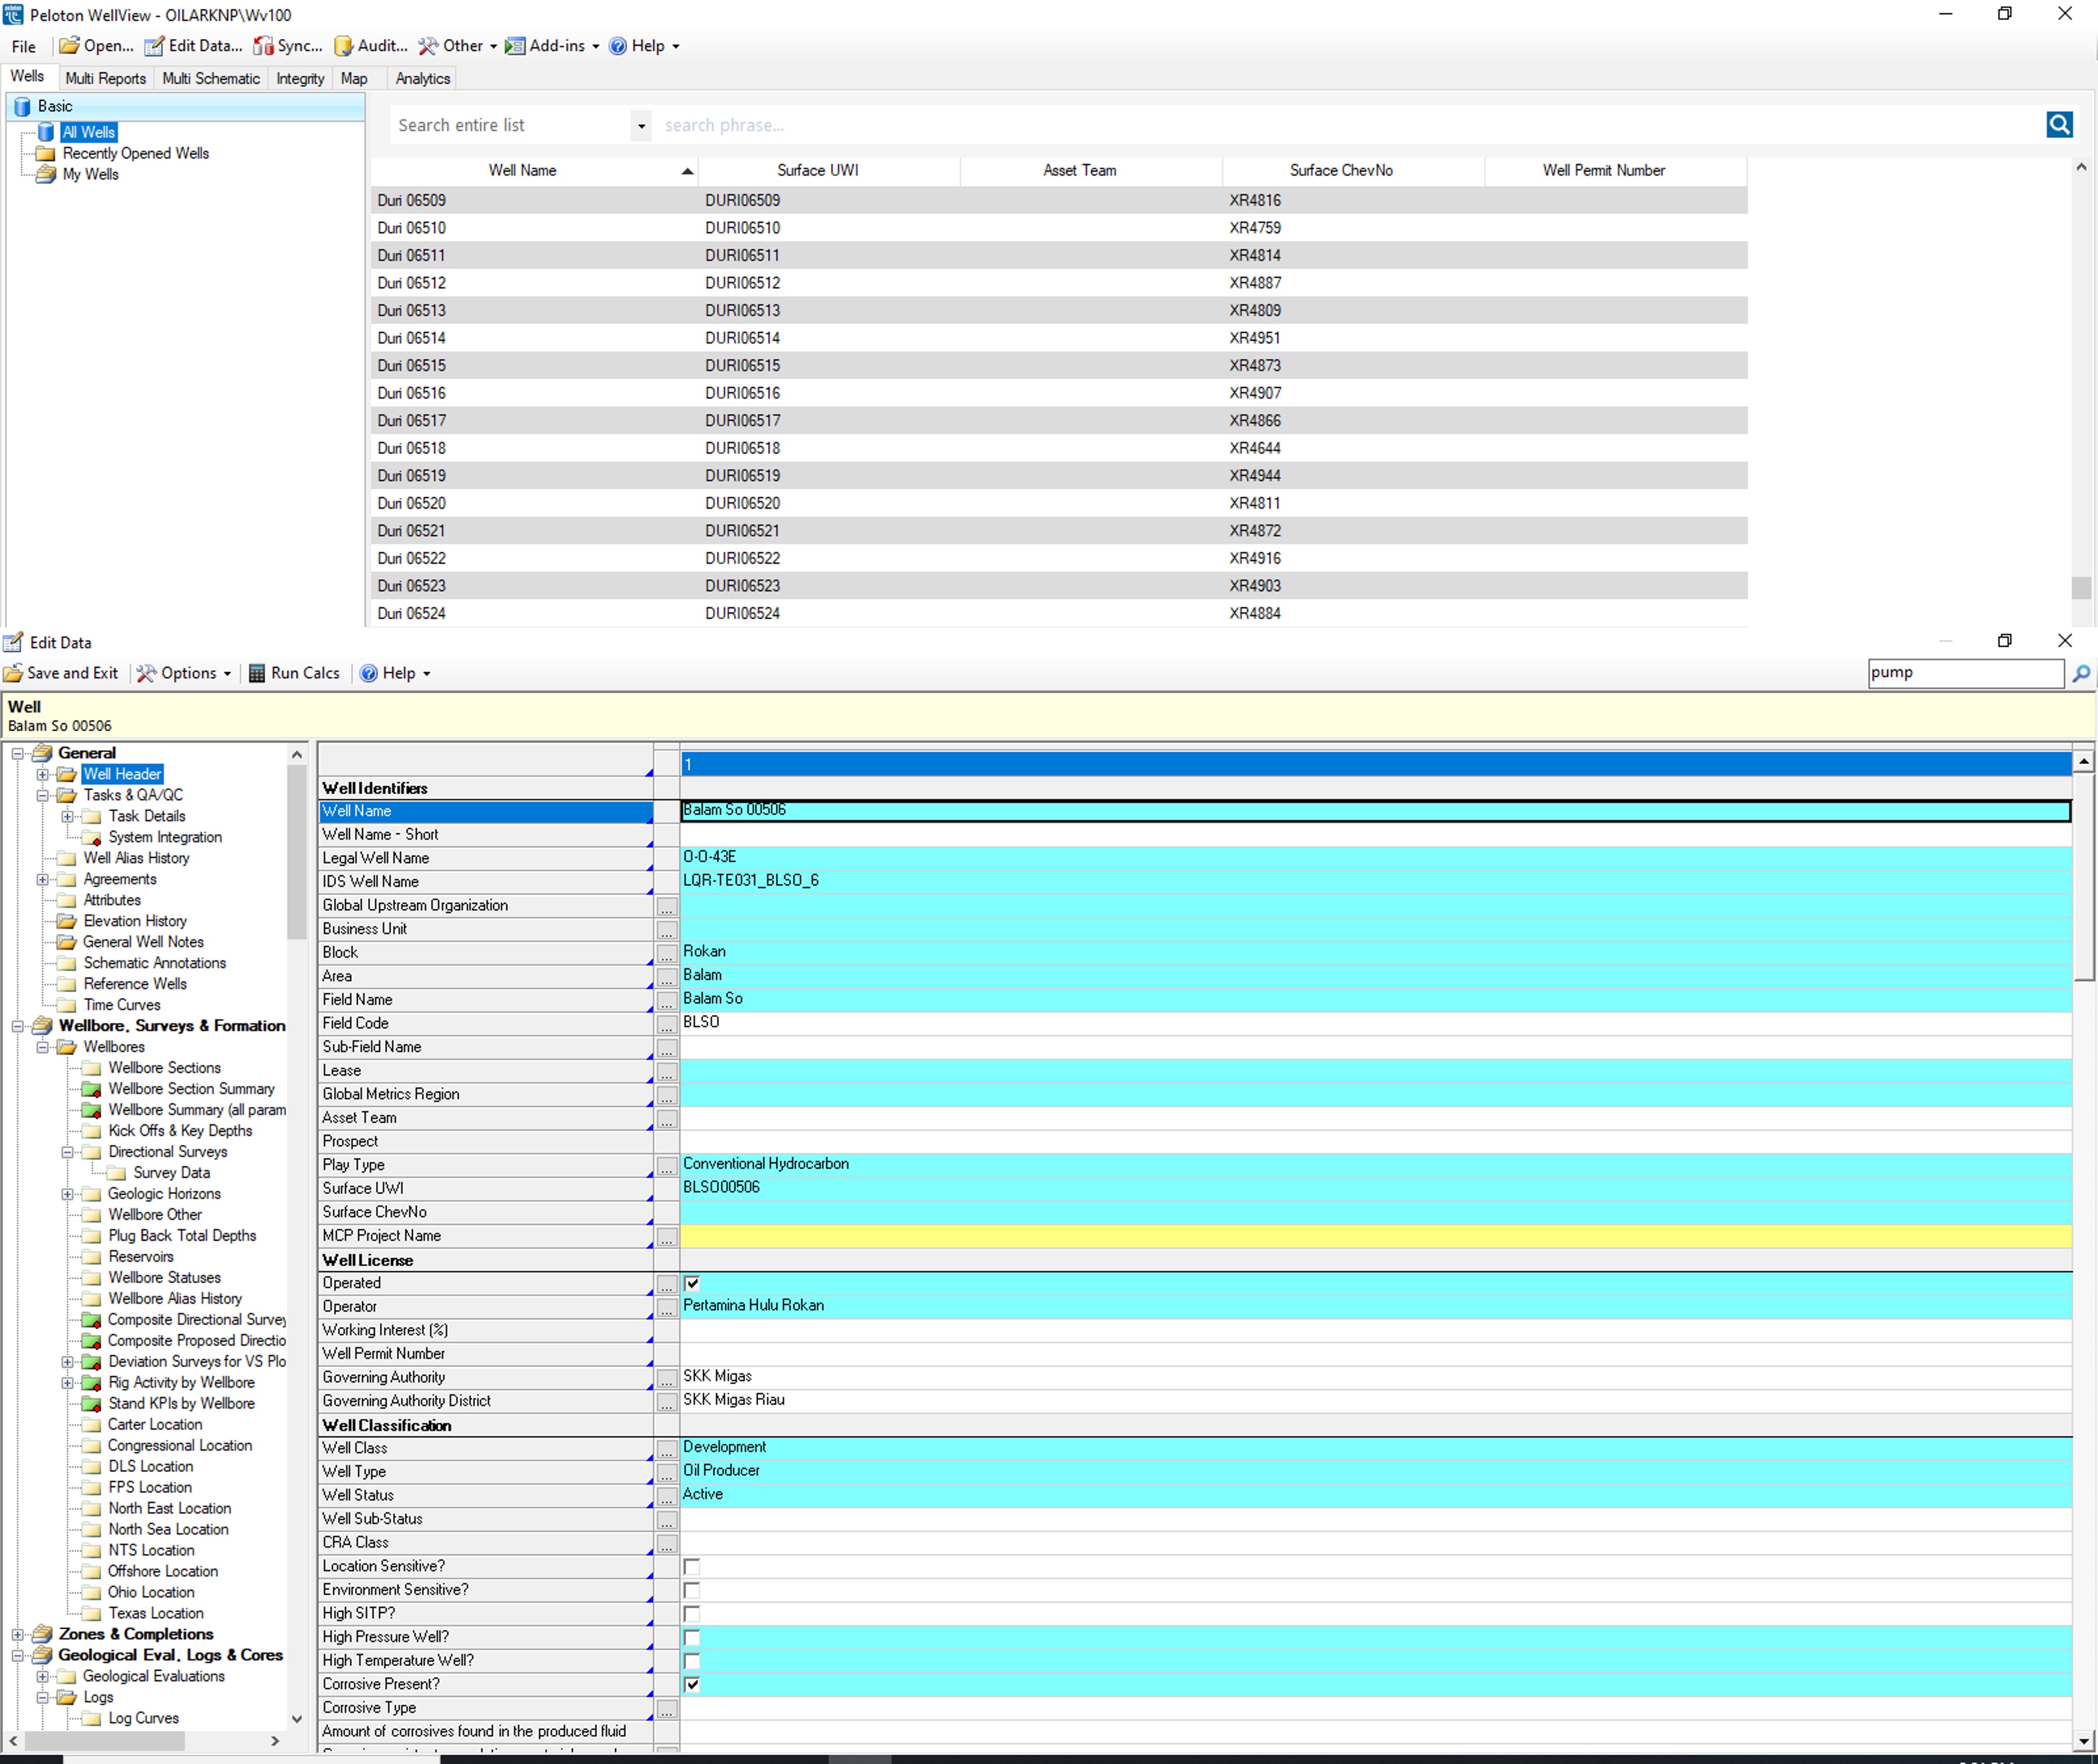 Peloton WellView - OILARKNP\Wv100
File Open... Edit Data... Sync... Audit... Other Add-ins Help
Wells Multi Reports Multi Schematic Integrity Map Analytics
Basic
All Wells
Recently Opened Wells
My Wells
Search entire list search phrase...
Well Name Surface UWI Asset Team Surface ChevNo Well Permit Number
Duri 06509 DURI06509 XR4816
Duri 06510 DURI06510 XR4759
Duri 06511 DURI06511 XR4814
Duri 06512 DURI06512 XR4887
Duri 06513 DURI06513 XR4809
Duri 06514 DURI06514 XR4951
Duri 06515 DURI06515 XR4873
Duri 06516 DURI06516 XR4907
Duri 06517 DURI06517 XR4866
Duri 06518 DURI06518 XR4644
Duri 06519 DURI06519 XR4944
Duri 06520 DURI06520 XR4811
Duri 06521 DURI06521 XR4872
Duri 06522 DURI06522 XR4916
Duri 06523 DURI06523 XR4903
Duri 06524 DURI06524 XR4884
Edit Data
Save and Exit Options Run Calcs Help pump
Well
Balam So 00506
General
Well Header
Tasks & QA/QC
Task Details
System Integration
Well Alias History
Agreements
Attributes
Elevation History
General Well Notes
Schematic Annotations
Reference Wells
Time Curves
Wellbore, Surveys & Formation
Wellbores
Wellbore Sections
Wellbore Section Summary
Wellbore Summary (all param
Kick Offs & Key Depths
Directional Surveys
Survey Data
Geologic Horizons
Wellbore Other
Plug Back Total Depths
Reservoirs
Wellbore Statuses
Wellbore Alias History
Composite Directional Survey
Composite Proposed Directio
Deviation Surveys for VS Plo
Rig Activity by Wellbore
Stand KPIs by Wellbore
Carter Location
Congressional Location
DLS Location
FPS Location
North East Location
North Sea Location
NTS Location
Offshore Location
Ohio Location
Texas Location
Zones & Completions
Geological Eval, Logs & Cores
Geological Evaluations
Logs
Log Curves
1
Well Identifiers
Well Name Balam So 00506
Well Name - Short
Legal Well Name O-O-43E
IDS Well Name LQR-TE031_BLSO_6
Global Upstream Organization ...
Business Unit ...
Block ... Rokan
Area ... Balam
Field Name ... Balam So
Field Code ... BLSO
Sub-Field Name ...
Lease ...
Global Metrics Region ...
Asset Team ...
Prospect
Play Type ... Conventional Hydrocarbon
Surface UWI BLSO00506
Surface ChevNo
MCP Project Name ...
Well License
Operated ...
Operator ... Pertamina Hulu Rokan
Working Interest (%)
Well Permit Number
Governing Authority ... SKK Migas
Governing Authority District ... SKK Migas Riau
Well Classification
Well Class ... Development
Well Type ... Oil Producer
Well Status ... Active
Well Sub-Status ...
CRA Class ...
Location Sensitive?
Environment Sensitive?
High SITP?
High Pressure Well?
High Temperature Well?
Corrosive Present?
Corrosive Type ...
Amount of corrosives found in the produced fluid